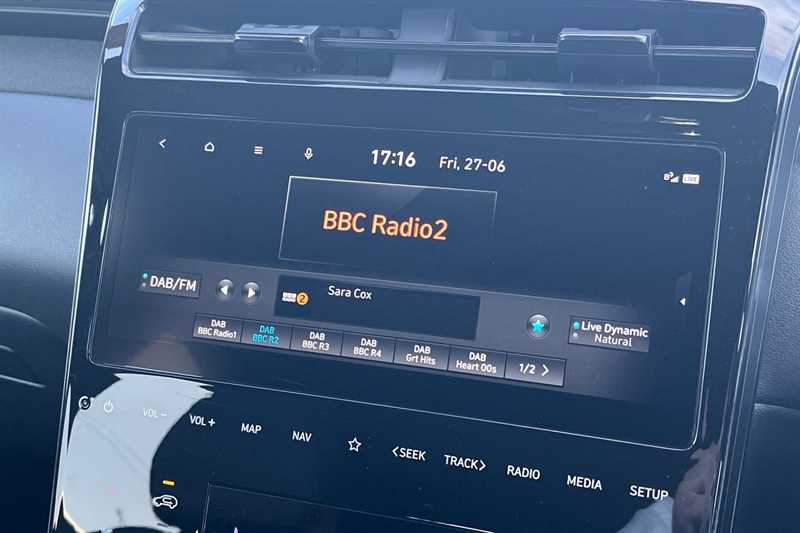 17:16 Fri, 27-06
LIVE
BBC Radio2
DAB/FM
2
Sara Cox
Live Dynamic
Natural
DAB
BBC Radio1
DAB
BBC R2
DAB
BBC R3
DAB
BBC R4
DAB
Grt Hits
DAB
Heart 00s
1/2 >
VOL−
VOL+
MAP
NAV
<SEEK
TRACK>
RADIO
MEDIA
SETUP